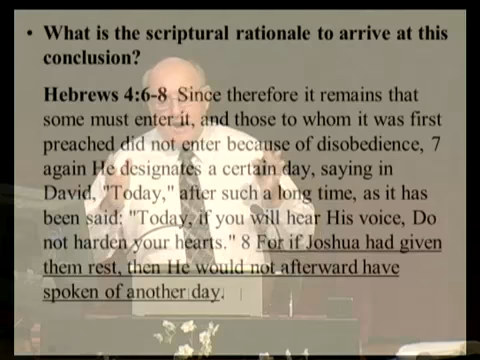 • What is the scriptural rationale to arrive at this
conclusion?
Hebrews 4:6-8 Since therefore it remains that
some must enter it, and those to whom it was first
preached did not enter because of disobedience, 7
again He designates a certain day, saying in
David, "Today," after such a long time, as it has
been said: "Today, if you will hear His voice, Do
not harden your hearts." 8 For if Joshua had given
them rest, then He would not afterward have
spoken of another day.